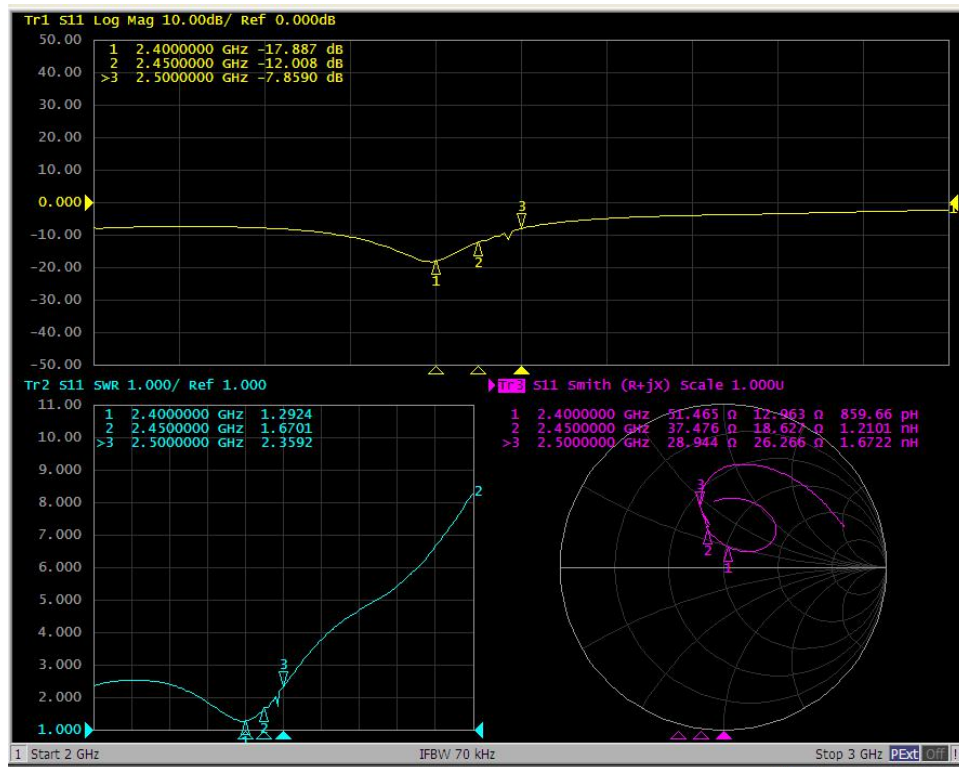 Tr1 S11 Log Mag 10.00dB/ Ref 0.000dB
50.00
1 2.4000000 GHz -17.887 dB
2 2.4500000 GHz -12.008 dB
>3 2.5000000 GHz -7.8590 dB
40.00
30.00
20.00
10.00
0.000
3
1
-10.00
2
-20.00
1
-30.00
-40.00
-50.00
Tr2 S11 SWR 1.000/ Ref 1.000
11.00
1 2.4000000 GHz 1.2924
2 2.4500000 GHz 1.6701
>3 2.5000000 GHz 2.3592
10.00
9.000
8.000
2
7.000
6.000
5.000
4.000
3.000
3
2.000
1.000
2
1
Tr3 S11 Smith (R+jX) Scale 1.000U
1 2.4000000 GHz 51.465 Ω 12.963 Ω 859.66 pH
2 2.4500000 GHz 37.476 Ω 18.627 Ω 1.2101 nH
>3 2.5000000 GHz 28.944 Ω 26.266 Ω 1.6722 nH
3
2
1
1 Start 2 GHz IFBW 70 kHz Stop 3 GHz PExt Off !